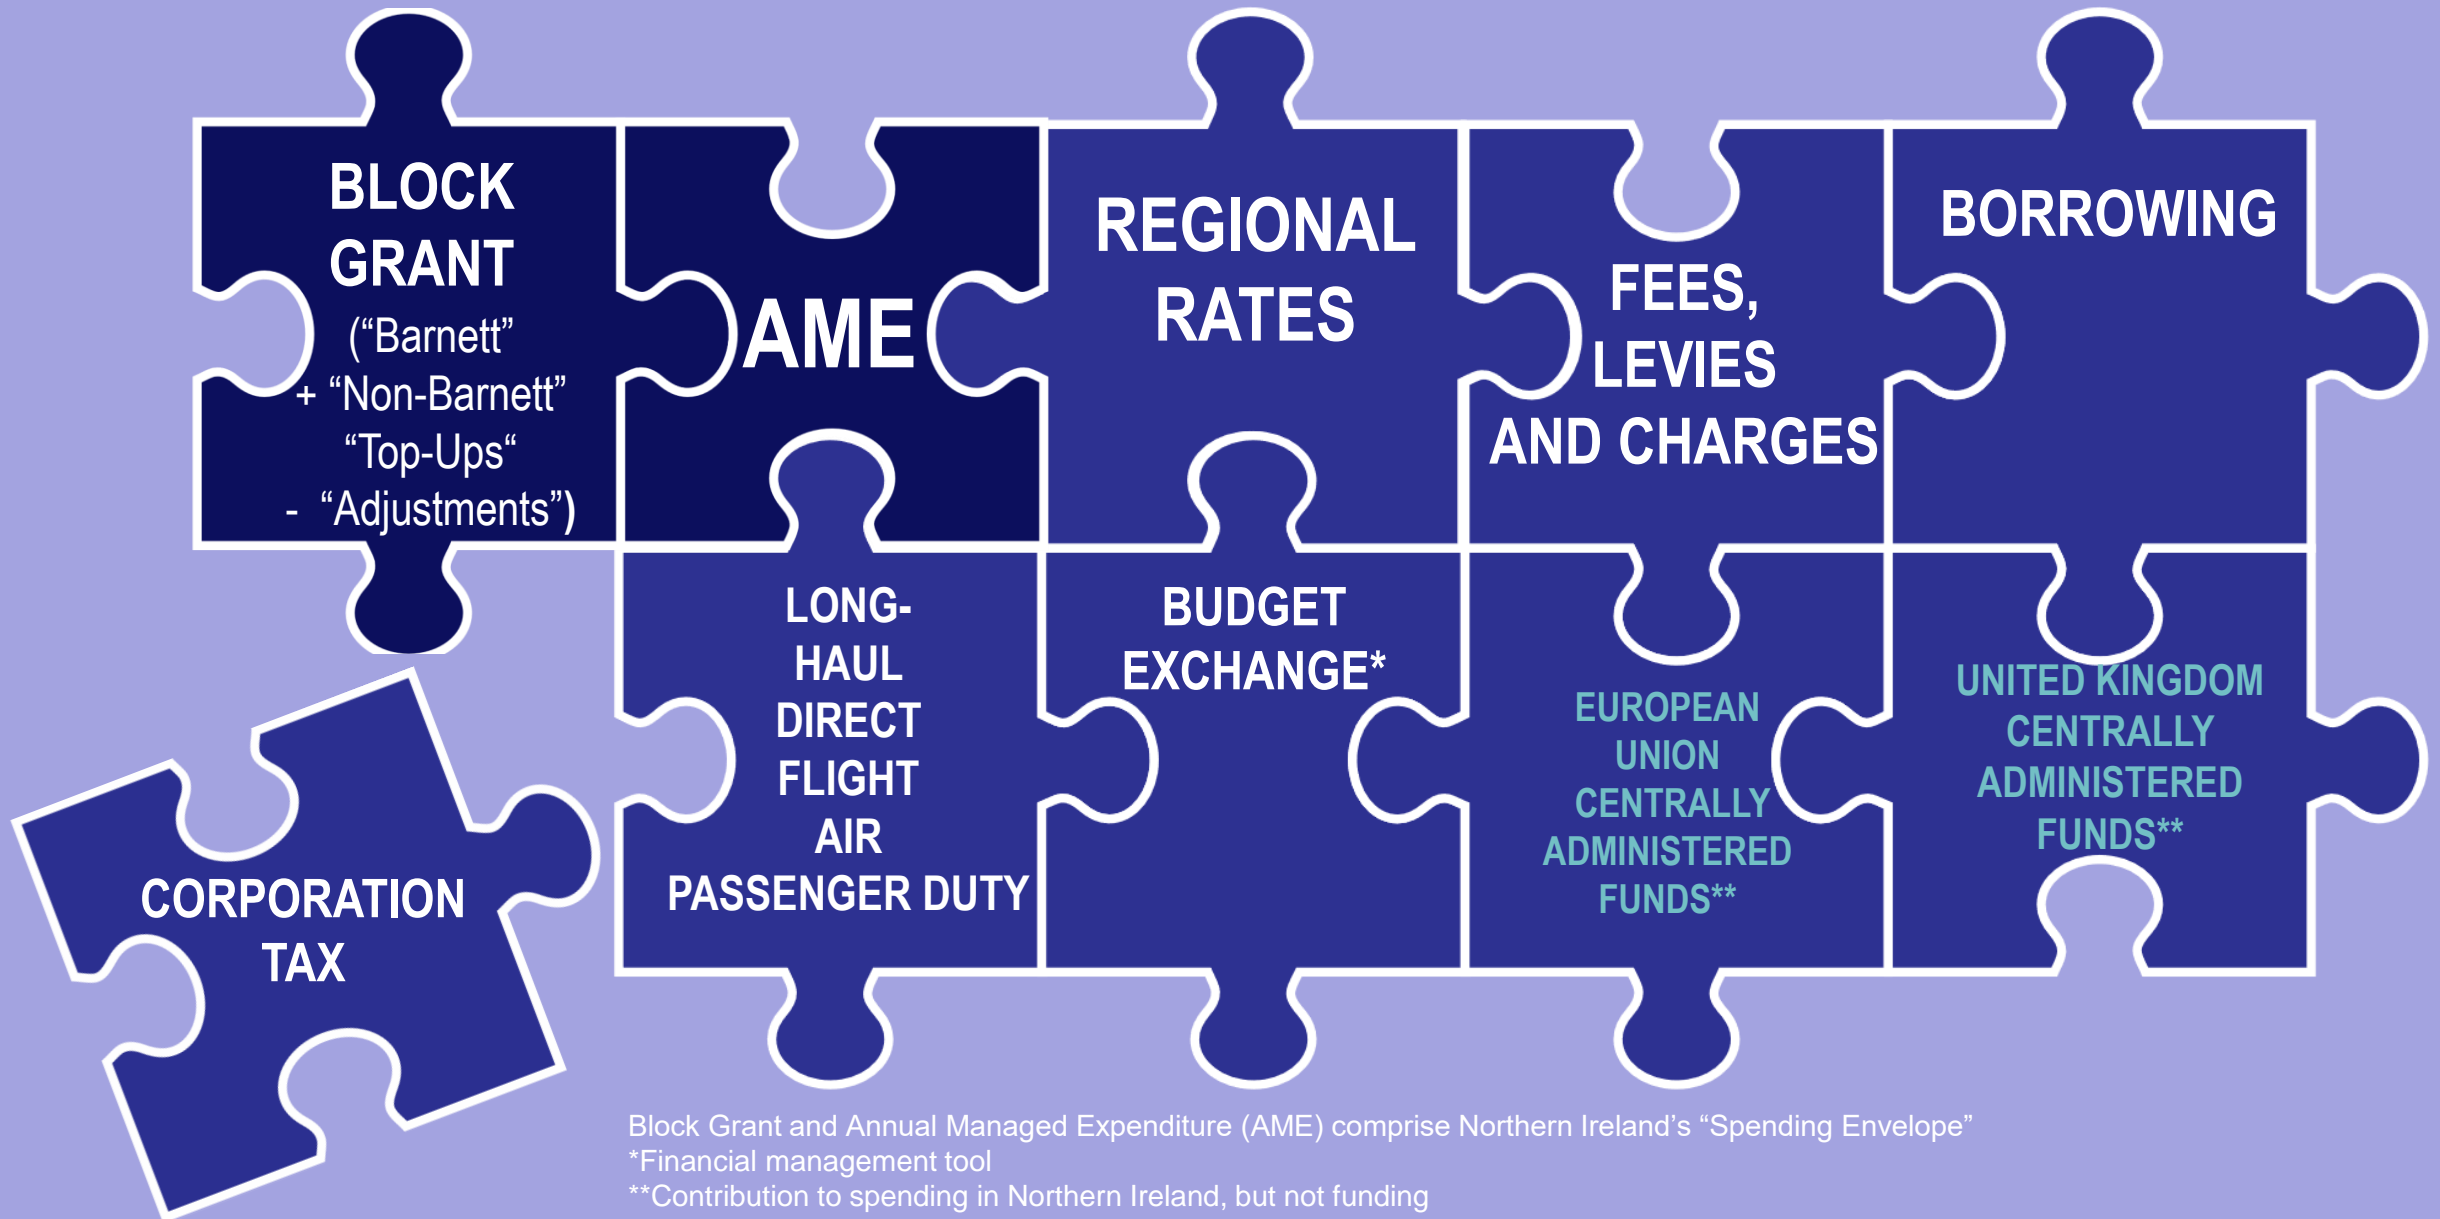 BLOCK
GRANT
(“Barnett”
+ “Non-Barnett”
“Top-Ups“
- “Adjustments”)
AME
REGIONAL
RATES
FEES,
LEVIES
AND CHARGES
BORROWING
CORPORATION
TAX
LONG-
HAUL
DIRECT
FLIGHT
AIR
PASSENGER DUTY
BUDGET
EXCHANGE*
EUROPEAN
UNION
CENTRALLY
ADMINISTERED
FUNDS**
UNITED KINGDOM
CENTRALLY
ADMINISTERED
FUNDS**
Block Grant and Annual Managed Expenditure (AME) comprise Northern Ireland’s “Spending Envelope”
*Financial management tool
**Contribution to spending in Northern Ireland, but not funding